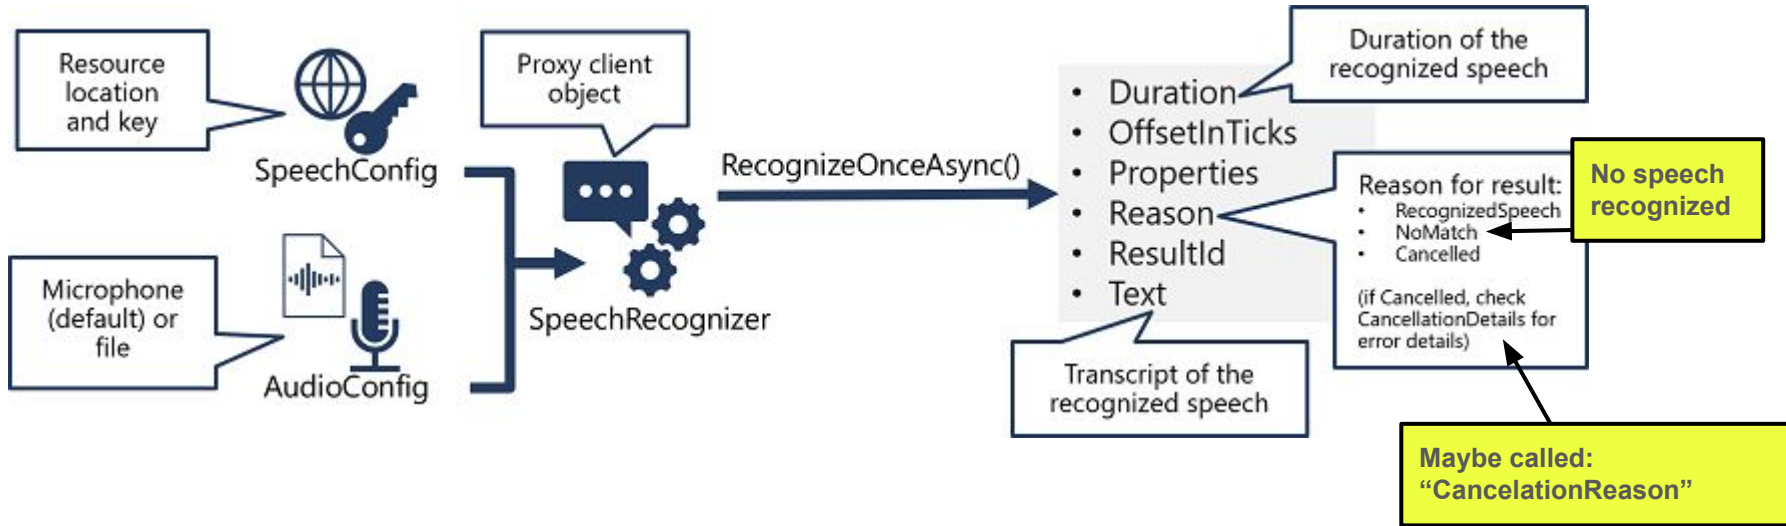 Resource
location
and key
SpeechConfig
Microphone
(default) or
file
AudioConfig
Proxy client
object
SpeechRecognizer
RecognizeOnceAsync()
• Duration
• OffsetInTicks
• Properties
• Reason
• ResultId
• Text
Duration of the
recognized speech
Reason for result:
• RecognizedSpeech
• NoMatch
• Cancelled
(if Cancelled, check
CancellationDetails for
error details)
No speech
recognized
Transcript of the
recognized speech
Maybe called:
“CancelationReason”